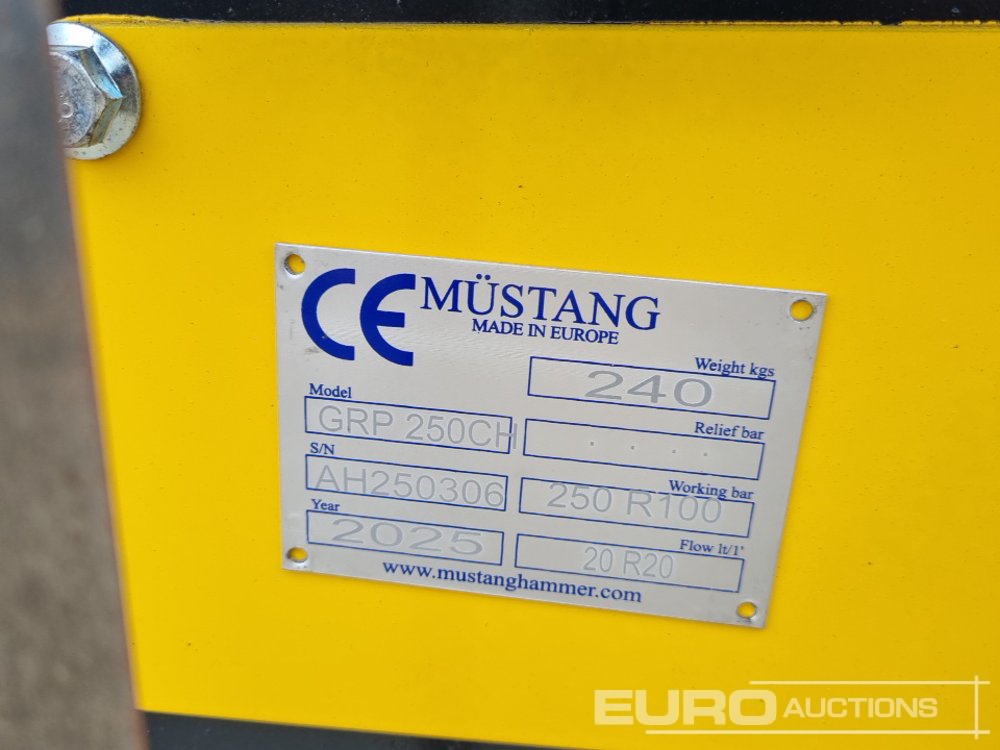 CE MÜSTANG
MADE IN EUROPE
Weight kgs
240
Model
GRP 250CH
Relief bar
. . . .
S/N
AH250306
Working bar
250 R100
Year
2025
Flow lt/1'
20 R20
www.mustanghammer.com
EURO AUCTIONS